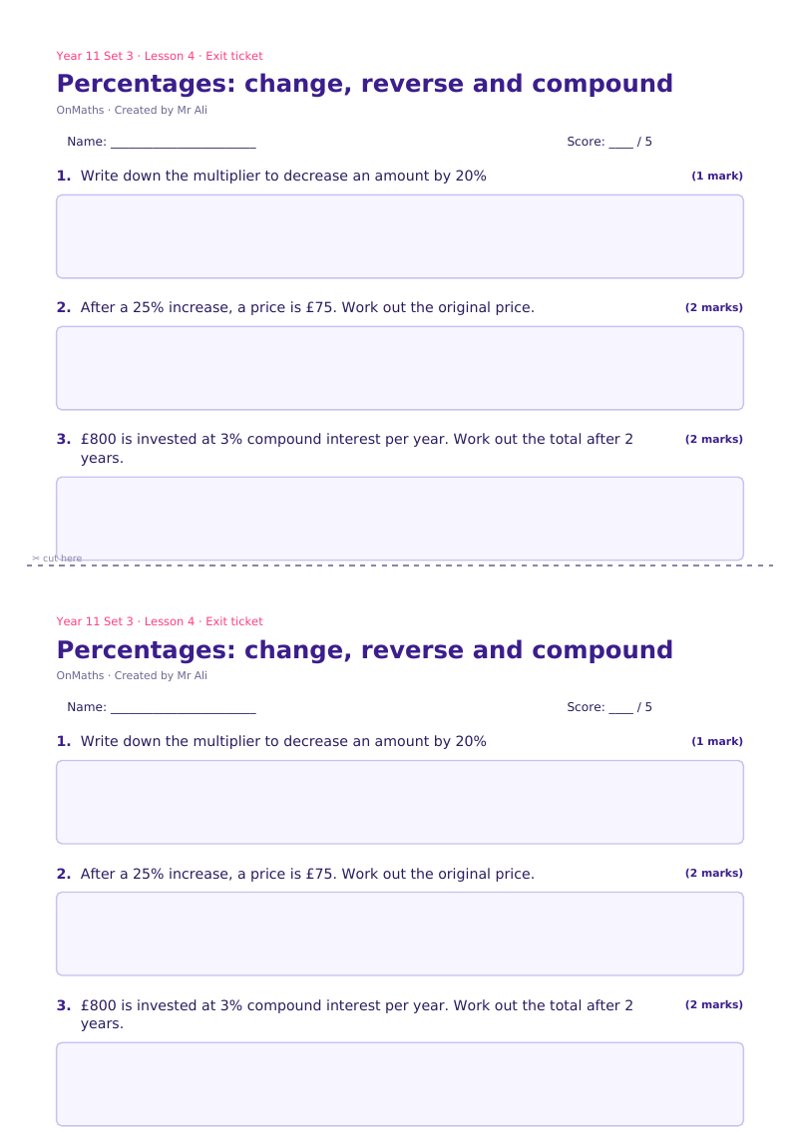 Year 11 Set 3 · Lesson 4 · Exit ticket
Percentages: change, reverse and compound
OnMaths · Created by Mr Ali
Name: ________________________ Score: ____ / 5
1. Write down the multiplier to decrease an amount by 20% (1 mark)
2. After a 25% increase, a price is £75. Work out the original price. (2 marks)
3. £800 is invested at 3% compound interest per year. Work out the total after 2 (2 marks)
years.
✂ cut here
Year 11 Set 3 · Lesson 4 · Exit ticket
Percentages: change, reverse and compound
OnMaths · Created by Mr Ali
Name: ________________________ Score: ____ / 5
1. Write down the multiplier to decrease an amount by 20% (1 mark)
2. After a 25% increase, a price is £75. Work out the original price. (2 marks)
3. £800 is invested at 3% compound interest per year. Work out the total after 2 (2 marks)
years.